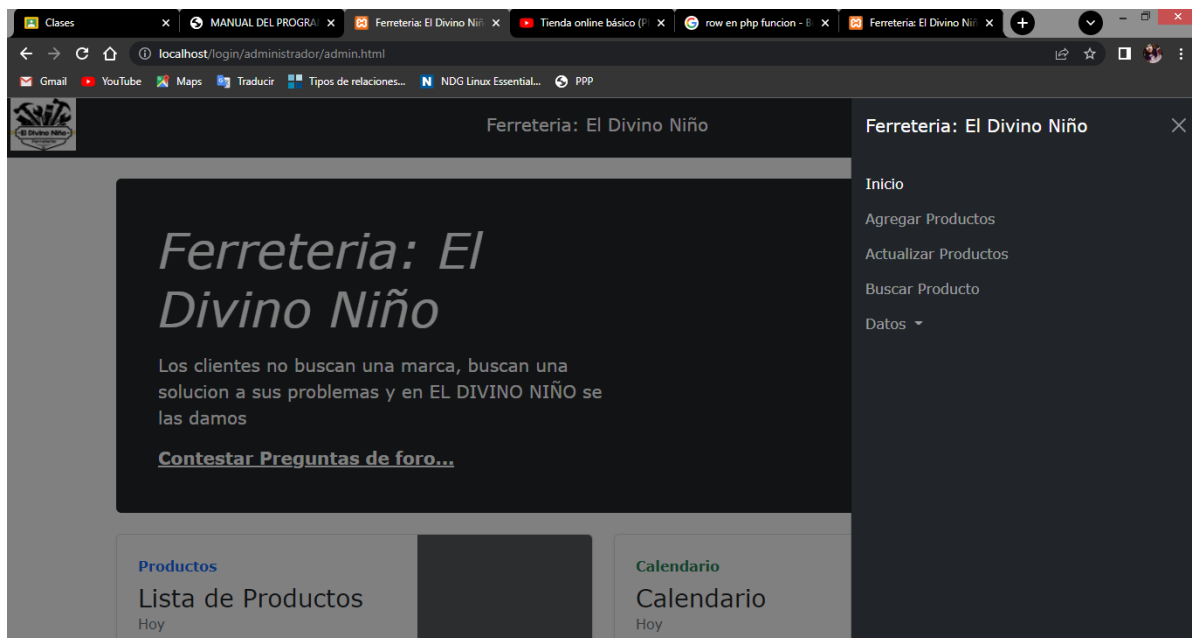 Clases
MANUAL DEL PROGRA
Ferreteria: El Divino Niñ
Tienda online básico (P
row en php funcion - B
Ferreteria: El Divino Niñ
localhost/login/administrador/admin.html
Gmail
YouTube
Maps
Traducir
Tipos de relaciones...
NDG Linux Essential...
PPP
El Divino Niño
Ferreteria: El Divino Niño
Ferreteria: El Divino Niño
Inicio
Agregar Productos
Actualizar Productos
Buscar Producto
Datos
Ferreteria: El
Divino Niño
Los clientes no buscan una marca, buscan una
solucion a sus problemas y en EL DIVINO NIÑO se
las damos
Contestar Preguntas de foro...
Productos
Lista de Productos
Hoy
Calendario
Calendario
Hoy